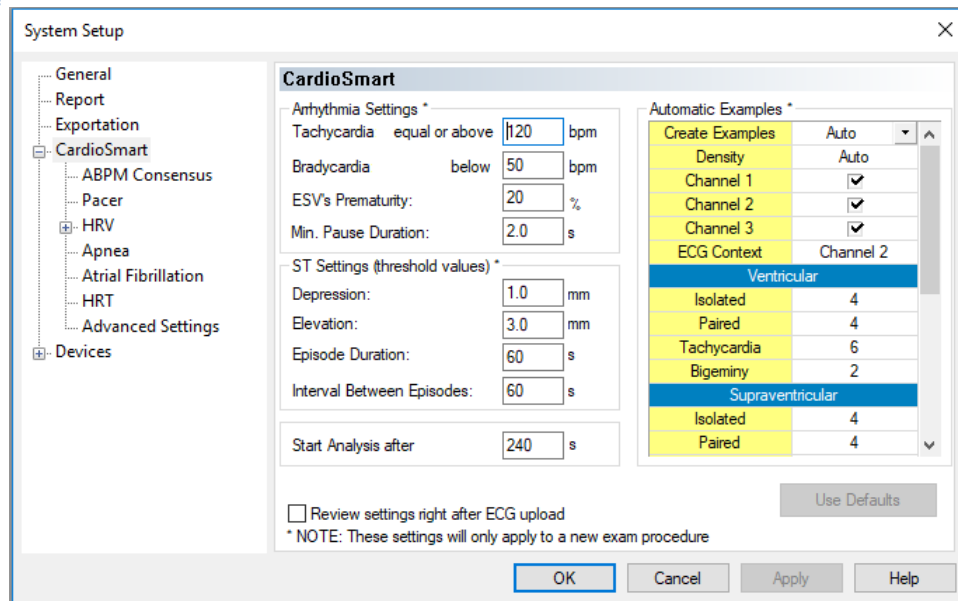 System Setup
General
Report
Exportation
CardioSmart
ABPM Consensus
Pacer
HRV
Apnea
Atrial Fibrillation
HRT
Advanced Settings
Devices
CardioSmart
Arrhythmia Settings *
Tachycardia equal or above 120 bpm
Bradycardia below 50 bpm
ESV's Prematurity: 20 %
Min. Pause Duration: 2.0 s
ST Settings (threshold values) *
Depression: 1.0 mm
Elevation: 3.0 mm
Episode Duration: 60 s
Interval Between Episodes: 60 s
Start Analysis after 240 s
Automatic Examples *
Create Examples Auto
Density Auto
Channel 1
Channel 2
Channel 3
ECG Context Channel 2
Ventricular
Isolated 4
Paired 4
Tachycardia 6
Bigeminy 2
Supraventricular
Isolated 4
Paired 4
Use Defaults
Review settings right after ECG upload
* NOTE: These settings will only apply to a new exam procedure
OK Cancel Apply Help